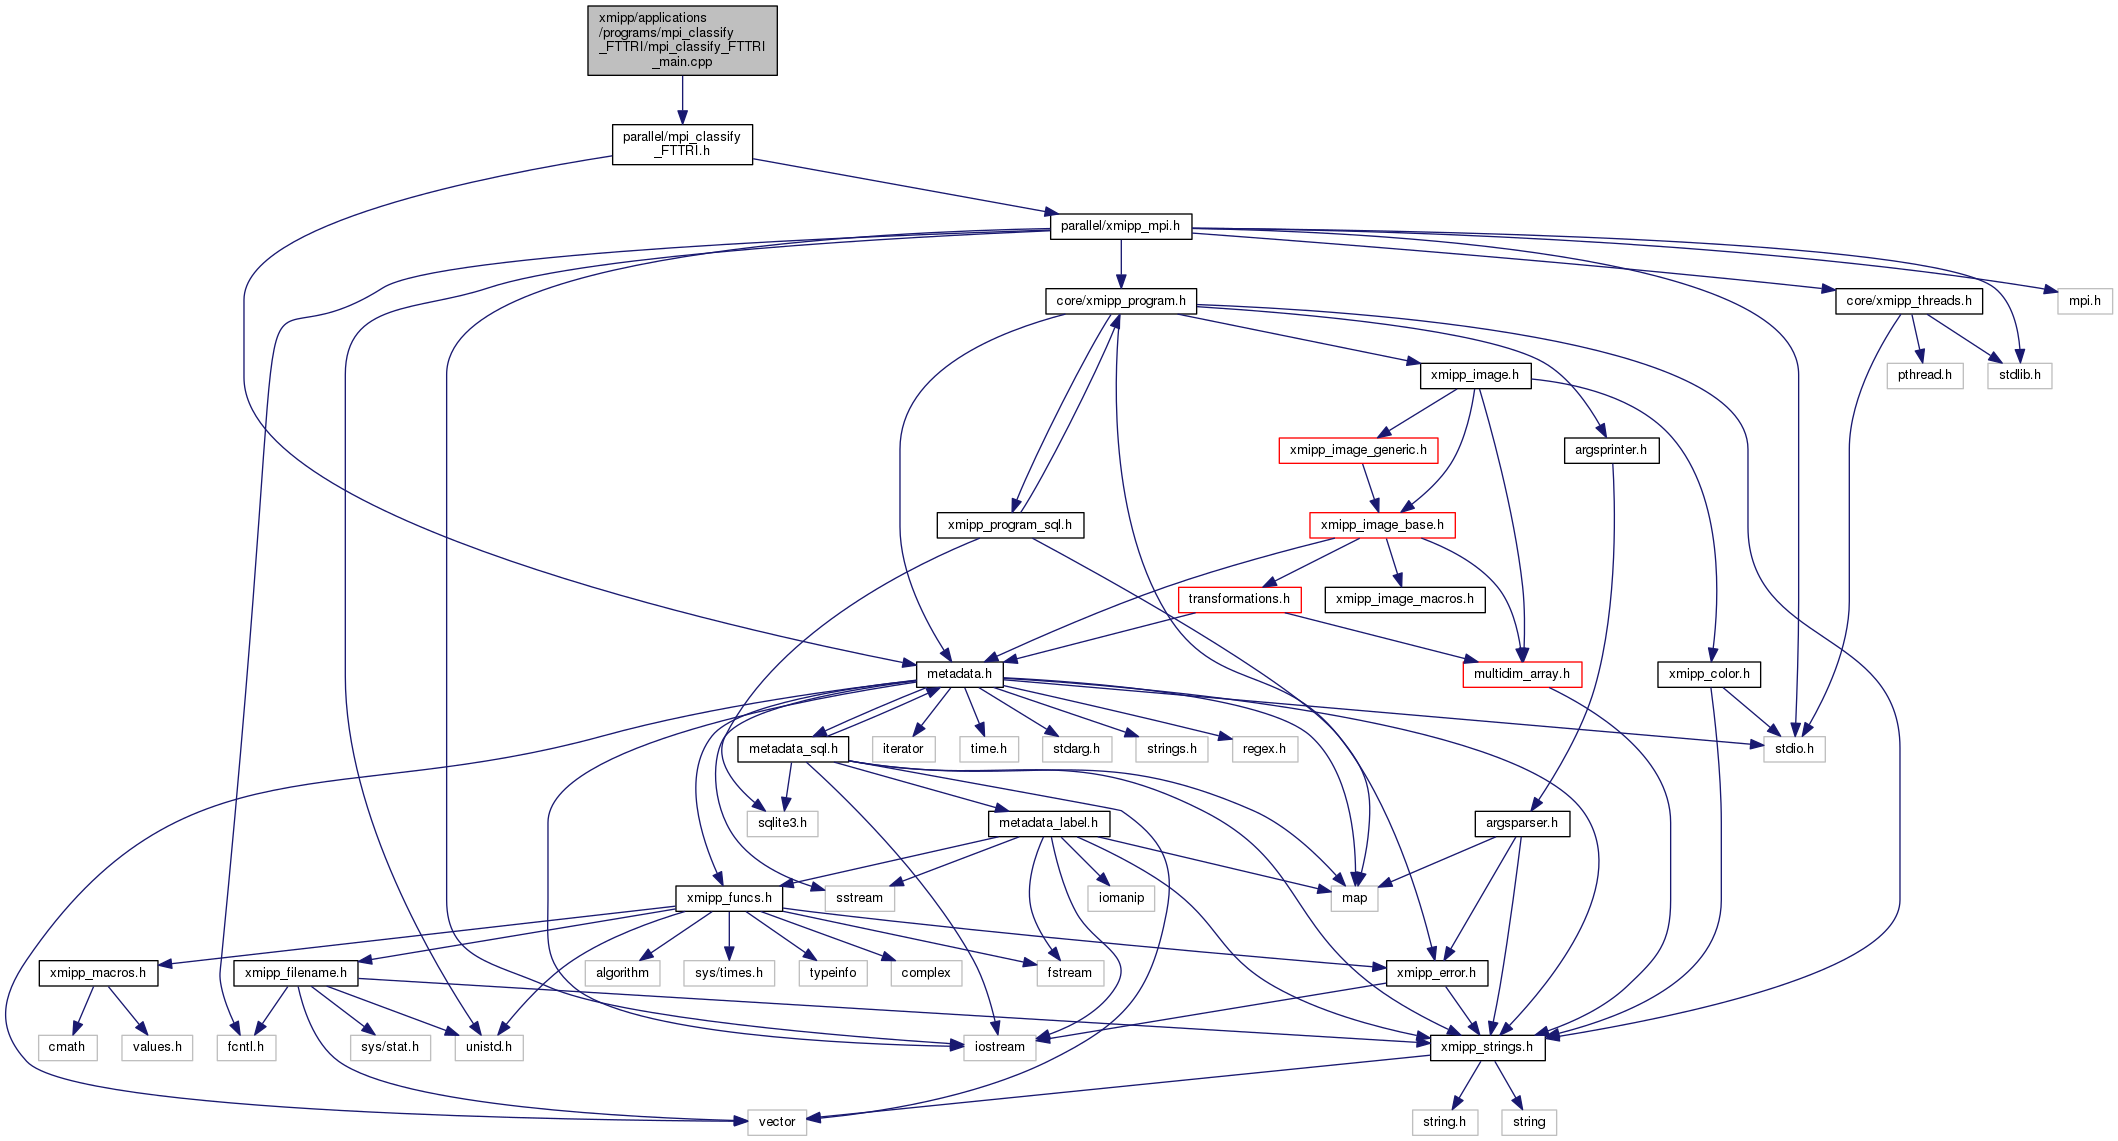 xmipp/applications
/programs/mpi_classify
_FTTRI/mpi_classify_FTTRI
_main.cpp
parallel/mpi_classify
_FTTRI.h
parallel/xmipp_mpi.h
core/xmipp_program.h
core/xmipp_threads.h
mpi.h
xmipp_image.h
pthread.h
stdlib.h
xmipp_image_generic.h
argsprinter.h
xmipp_program_sql.h
xmipp_image_base.h
transformations.h
xmipp_image_macros.h
metadata.h
multidim_array.h
xmipp_color.h
metadata_sql.h
iterator
time.h
stdarg.h
strings.h
regex.h
stdio.h
sqlite3.h
metadata_label.h
argsparser.h
xmipp_funcs.h
sstream
iomanip
map
xmipp_macros.h
xmipp_filename.h
algorithm
sys/times.h
typeinfo
complex
fstream
xmipp_error.h
cmath
values.h
fcntl.h
sys/stat.h
unistd.h
iostream
xmipp_strings.h
vector
string.h
string